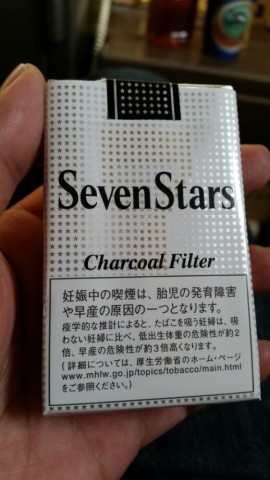 SevenStars
Charcoal Filter
妊娠中の喫煙は、胎児の発育障害
や早産の原因の一つとなります。
疫学的な推計によると、たばこを吸う妊婦は、吸
わない妊婦に比べ、低出生体重の危険性が約2
倍、早産の危険性が約3倍高くなります。
(詳細については、厚生労働省のホーム・ページ
www.mhlw.go.jp/topics/tobacco/main.html
をご参照ください。)